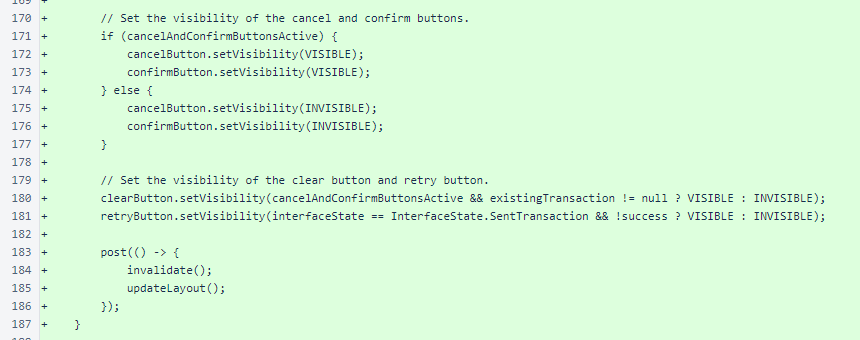 170 + // Set the visibility of the cancel and confirm buttons.
171 + if (cancelAndConfirmButtonsActive) {
172 + cancelButton.setVisibility(VISIBLE);
173 + confirmButton.setVisibility(VISIBLE);
174 + } else {
175 + cancelButton.setVisibility(INVISIBLE);
176 + confirmButton.setVisibility(INVISIBLE);
177 + }
178 +
179 + // Set the visibility of the clear button and retry button.
180 + clearButton.setVisibility(cancelAndConfirmButtonsActive && existingTransaction != null ? VISIBLE : INVISIBLE);
181 + retryButton.setVisibility(interfaceState == InterfaceState.SentTransaction && !success ? VISIBLE : INVISIBLE);
182 +
183 + post(() -> {
184 + invalidate();
185 + updateLayout();
186 + });
187 + }